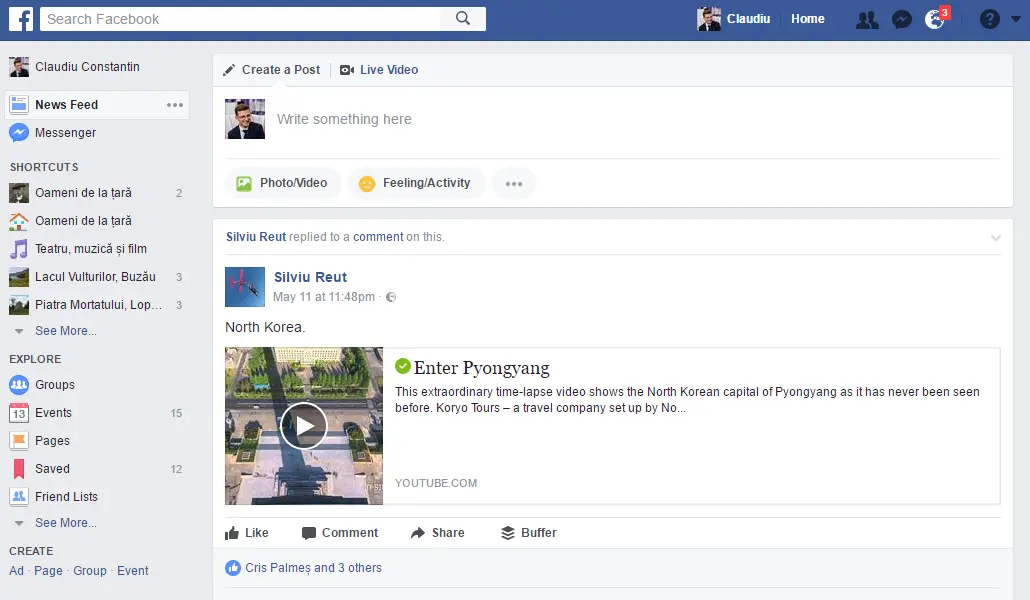 f
Search Facebook
Claudiu
Home
3
?
Claudiu Constantin
News Feed
Messenger
SHORTCUTS
Oameni de la țară 2
Oameni de la țară
Teatru, muzică și film
Lacul Vulturilor, Buzău 3
Piatra Mortatului, Lop... 3
See More...
EXPLORE
Groups
13
Events 15
Pages
Saved 12
Friend Lists
See More...
CREATE
Ad · Page · Group · Event
Create a Post
Live Video
Write something here
Photo/Video
Feeling/Activity
Silviu Reut replied to a comment on this.
Silviu Reut
May 11 at 11:48pm ·
North Korea.
Enter Pyongyang
This extraordinary time-lapse video shows the North Korean capital of Pyongyang as it has never been seen
before. Koryo Tours – a travel company set up by No...
YOUTUBE.COM
Like
Comment
Share
Buffer
Cris Palmeș and 3 others